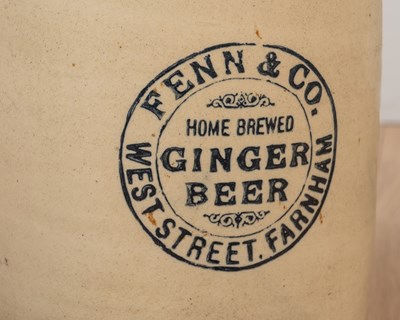 FENN & CO.
HOME BREWED
GINGER
BEER
WEST STREET. FARNHAM